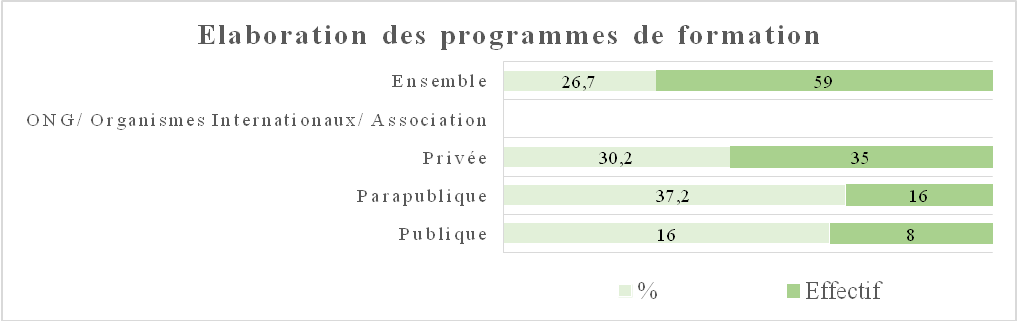 Elaboration des programmes de formation
Ensemble 26,7 59
ONG/ Organismes Internationaux/ Association
Privée 30,2 35
Parapublique 37,2 16
Publique 16 8
% Effectif